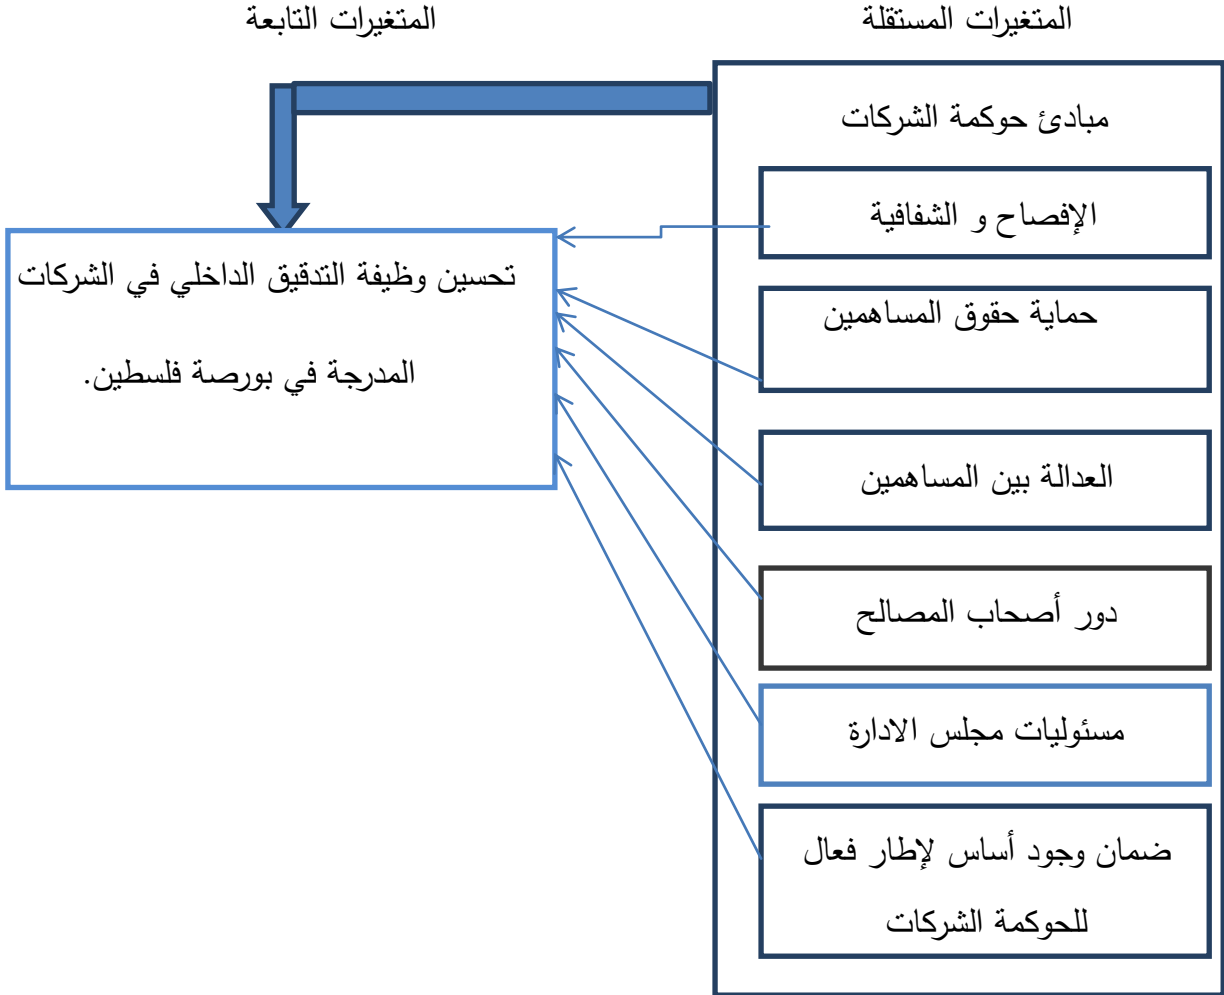 المتغيرات المستقلة
المتغيرات التابعة
مبادئ حوكمة الشركات
الإفصاح و الشفافية
حماية حقوق المساهمين
العدالة بين المساهمين
دور أصحاب المصالح
مسئوليات مجلس الادارة
ضمان وجود أساس لإطار فعال
للحوكمة الشركات
تحسين وظيفة التدقيق الداخلي في الشركات
المدرجة في بورصة فلسطين.